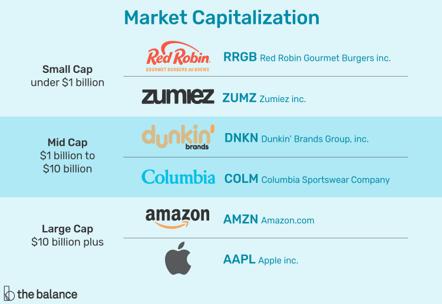 Market Capitalization
Small Cap
under $1 billion
Red Robin
GOURMET BURGERS AND BREWS
RRGB Red Robin Gourmet Burgers inc.
zumiez
ZUMZ Zumiez inc.
Mid Cap
$1 billion to
$10 billion
dunkin'
brands
DNKN Dunkin' Brands Group, inc.
Columbia
COLM Columbia Sportswear Company
Large Cap
$10 billion plus
amazon
AMZN Amazon.com
AAPL Apple inc.
the balance